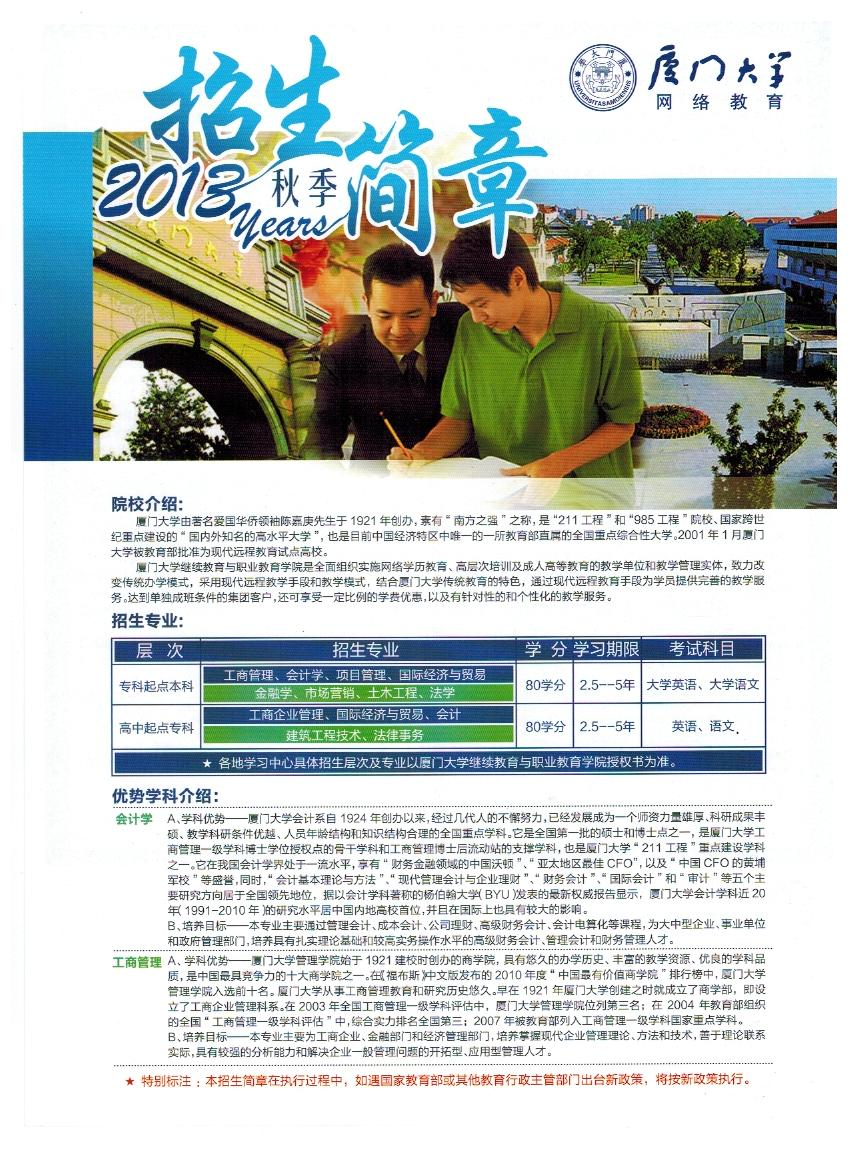 招生
简章
2013
秋季
Years
厦门大学
网络教育
UNIVERSITAS AMOIENSIS
厦门大学
厦门大学
院校介绍:
厦门大学由著名爱国华侨领袖陈嘉庚先生于 1921 年创办，素有“南方之强”之称，是“211 工程”和“985 工程”院校、国家跨世
纪重点建设的“国内外知名的高水平大学”，也是目前中国经济特区中唯一的一所教育部直属的全国重点综合性大学。2001 年 1 月厦门
大学被教育部批准为现代远程教育试点高校。
厦门大学继续教育与职业教育学院是全面组织实施网络学历教育、高层次培训及成人高等教育的教学单位和教学管理实体，致力改
变传统办学模式，采用现代远程教学手段和教学模式，结合厦门大学传统教育的特色，通过现代远程教育手段为学员提供完善的教学服
务。达到单独成班条件的集团客户，还可享受一定比例的学费优惠，以及有针对性的和个性化的教学服务。
招生专业:
层 次 招生专业 学 分 学习期限 考试科目
专科起点本科 工商管理、会计学、项目管理、国际经济与贸易 80学分 2.5--5年 大学英语、大学语文
金融学、市场营销、土木工程、法学
高中起点专科 工商企业管理、国际经济与贸易、会计 80学分 2.5--5年 英语、语文
建筑工程技术、法律事务
★ 各地学习中心具体招生层次及专业以厦门大学继续教育与职业教育学院授权书为准。
优势学科介绍:
会计学 A、学科优势——厦门大学会计系自 1924 年创办以来，经过几代人的不懈努力，已经发展成为一个师资力量雄厚、科研成果丰
硕、教学科研条件优越、人员年龄结构和知识结构合理的全国重点学科。它是全国第一批的硕士和博士点之一，是厦门大学工
商管理一级学科博士学位授权点的骨干学科和工商管理博士后流动站的支撑学科，也是厦门大学“211 工程”重点建设学科
之一。它在我国会计学界处于一流水平，享有“财务金融领域的中国沃顿”、“亚太地区最佳 CFO”，以及“中国 CFO 的黄埔
军校”等盛誉，同时，“会计基本理论与方法”、“现代管理会计与企业理财”、“财务会计”、“国际会计”和“审计”等五个主
要研究方向居于全国领先地位，据以会计学科著称的杨伯翰大学( BYU )发表的最新权威报告显示，厦门大学会计学科近 20
年( 1991-2010 年 )的研究水平居中国内地高校首位，并且在国际上也具有较大的影响。
B、培养目标——本专业主要通过管理会计、成本会计、公司理财、高级财务会计、会计电算化等课程，为大中型企业、事业单位
和政府管理部门，培养具有扎实理论基础和较高实务操作水平的高级财务会计、管理会计和财务管理人才。
工商管理 A、学科优势——厦门大学管理学院始于 1921 建校时创办的商学院，具有悠久的办学历史、丰富的教学资源、优良的学科品
质，是中国最具竞争力的十大商学院之一。在《福布斯》中文版发布的 2010 年度“中国最有价值商学院”排行榜中，厦门大学
管理学院入选前十名。厦门大学从事工商管理教育和研究历史悠久。早在 1921 年厦门大学创建之时就成立了商学部，即设
立了工商企业管理科系。在 2003 年全国工商管理一级学科评估中，厦门大学管理学院位列第三名；在 2004 年教育部组织
的全国“工商管理一级学科评估”中，综合实力排名全国第三；2007 年被教育部列入工商管理一级学科国家重点学科。
B、培养目标——本专业主要为工商企业、金融部门和经济管理部门，培养掌握现代企业管理理论、方法和技术，善于理论联系
实际，具有较强的分析能力和解决企业一般管理问题的开拓型、应用型管理人才。
★ 特别标注：本招生简章在执行过程中，如遇国家教育部或其他教育行政主管部门出台新政策，将按新政策执行。